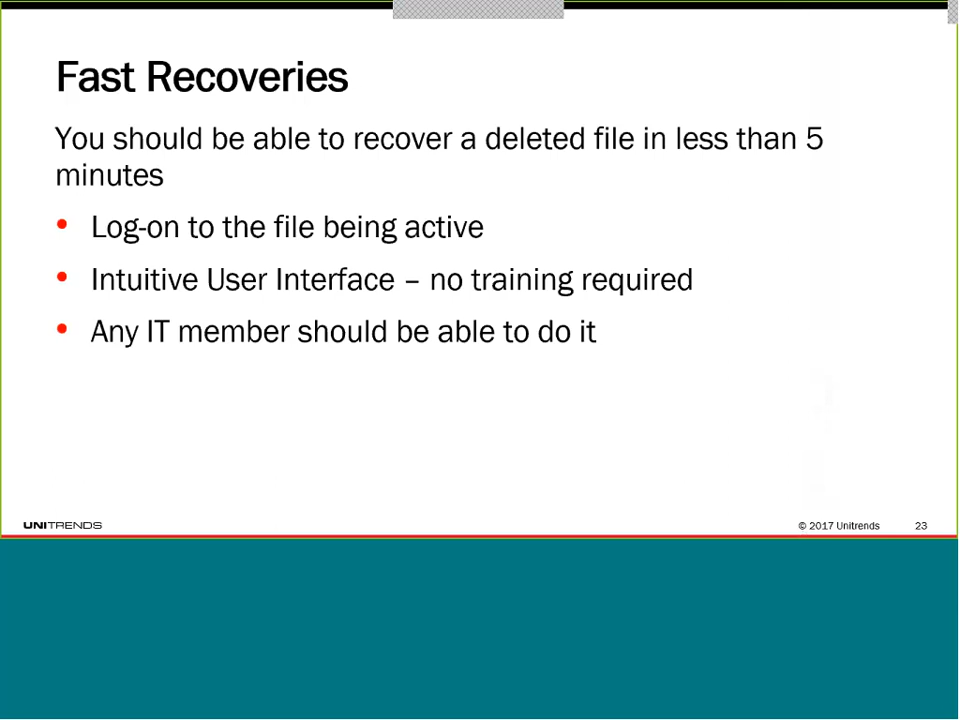 Fast Recoveries
You should be able to recover a deleted file in less than 5
minutes
• Log-on to the file being active
• Intuitive User Interface – no training required
• Any IT member should be able to do it
UNITRENDS
© 2017 Unitrends 23